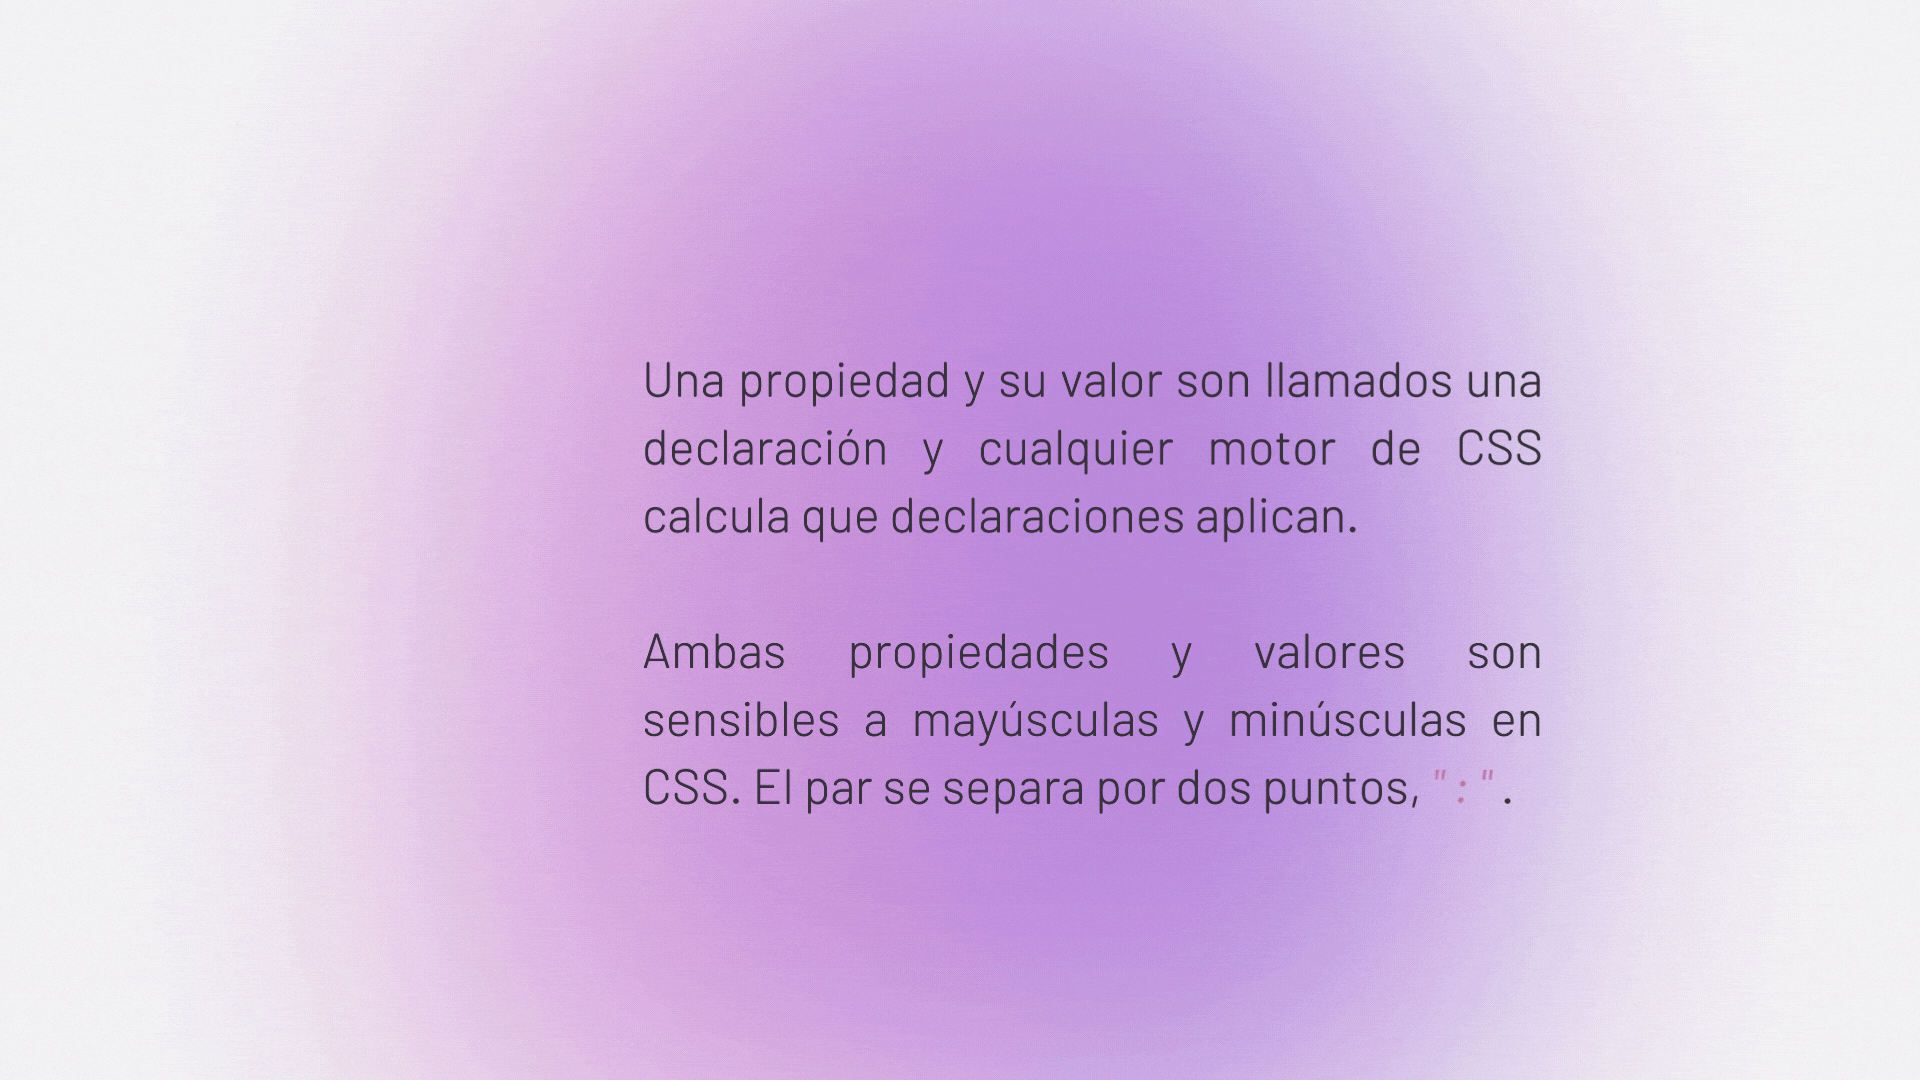 Una propiedad y su valor son llamados una
declaración y cualquier motor de CSS
calcula que declaraciones aplican.
Ambas propiedades y valores son
sensibles a mayúsculas y minúsculas en
CSS. El par se separa por dos puntos, ":".